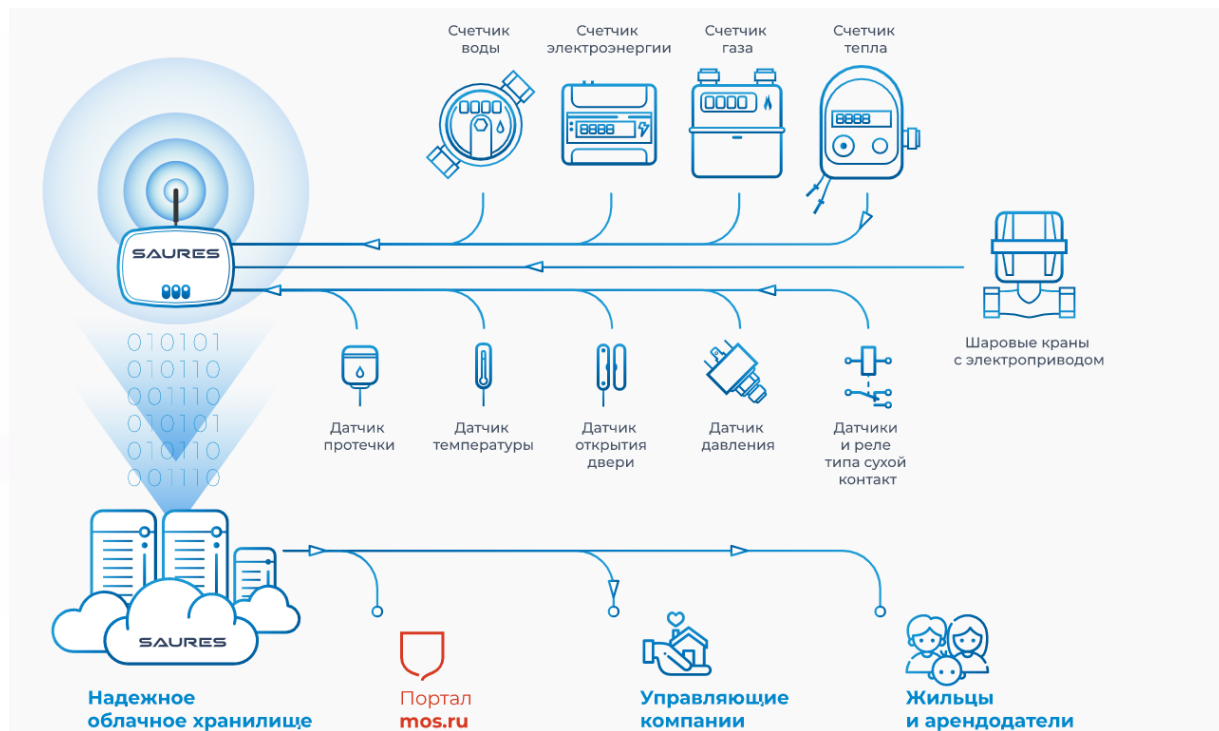 Счетчик
воды
Счетчик
электроэнергии
Счетчик
газа
Счетчик
тепла
SAURES
Шаровые краны
с электроприводом
010101
010110
001110
010101
010110
001110
Датчик
протечки
Датчик
температуры
Датчик
открытия
двери
Датчик
давления
Датчики
и реле
типа сухой
контакт
SAURES
Надежное
облачное хранилище
Портал
mos.ru
Управляющие
компании
Жильцы
и арендодатели